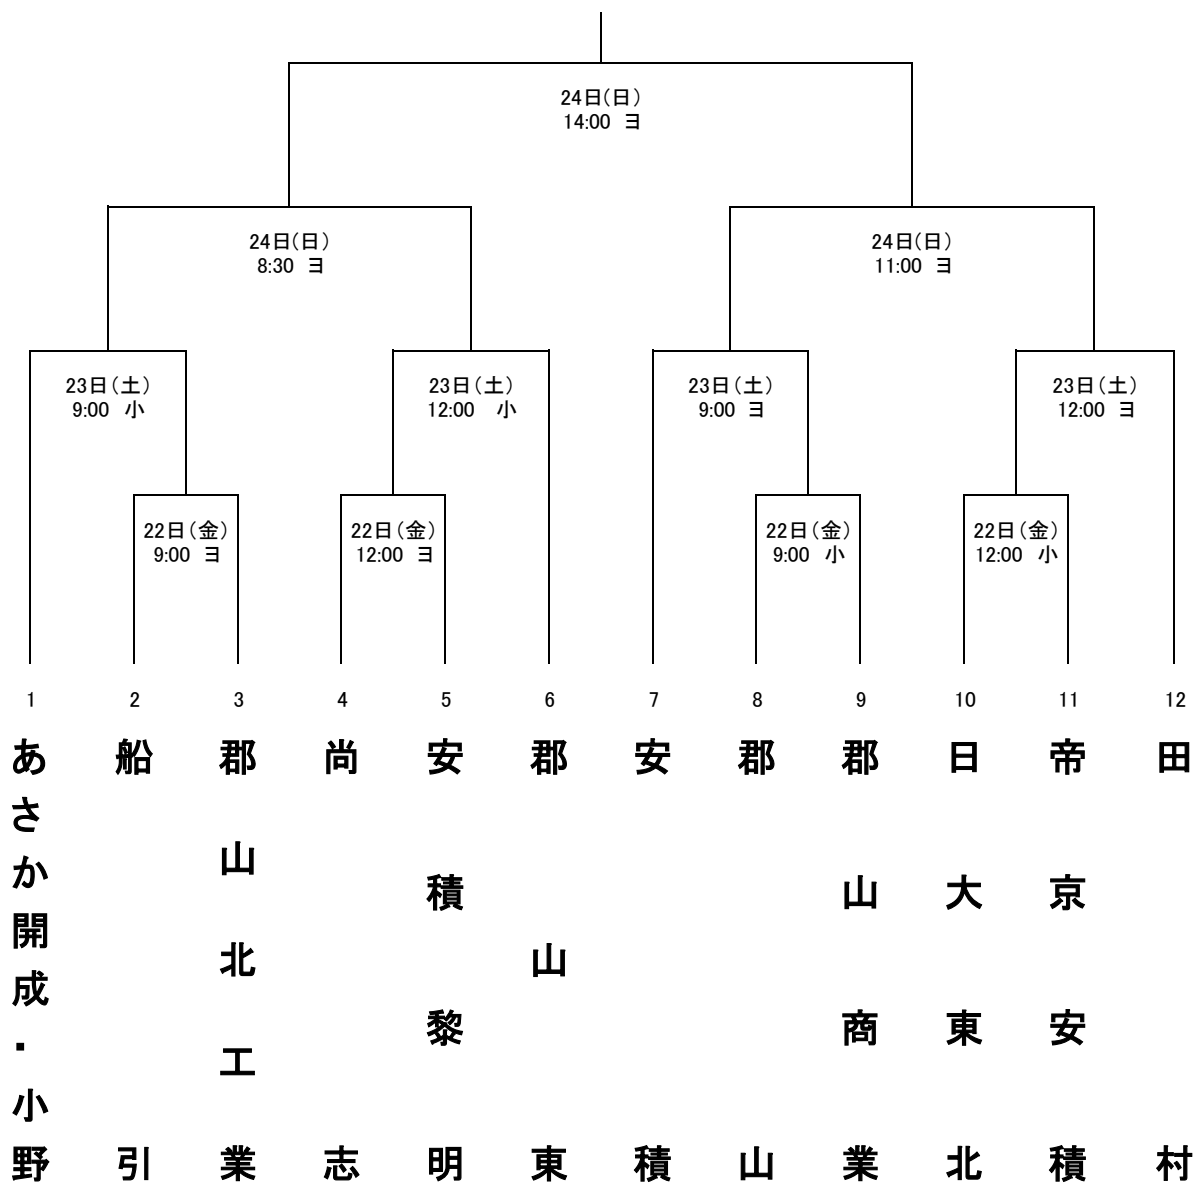 24日(日)
14:00 ヨ
24日(日)
8:30 ヨ
24日(日)
11:00 ヨ
23日(土)
9:00 小
23日(土)
12:00 小
23日(土)
9:00 ヨ
23日(土)
12:00 ヨ
22日(金)
9:00 ヨ
22日(金)
12:00 ヨ
22日(金)
9:00 小
22日(金)
12:00 小
1
2
3
4
5
6
7
8
9
10
11
12
あさか開成・小野
船引
郡山北工業
尚志
安積黎明
郡山東
安積
郡山
郡山商業
日大東北
帝京安積
田村